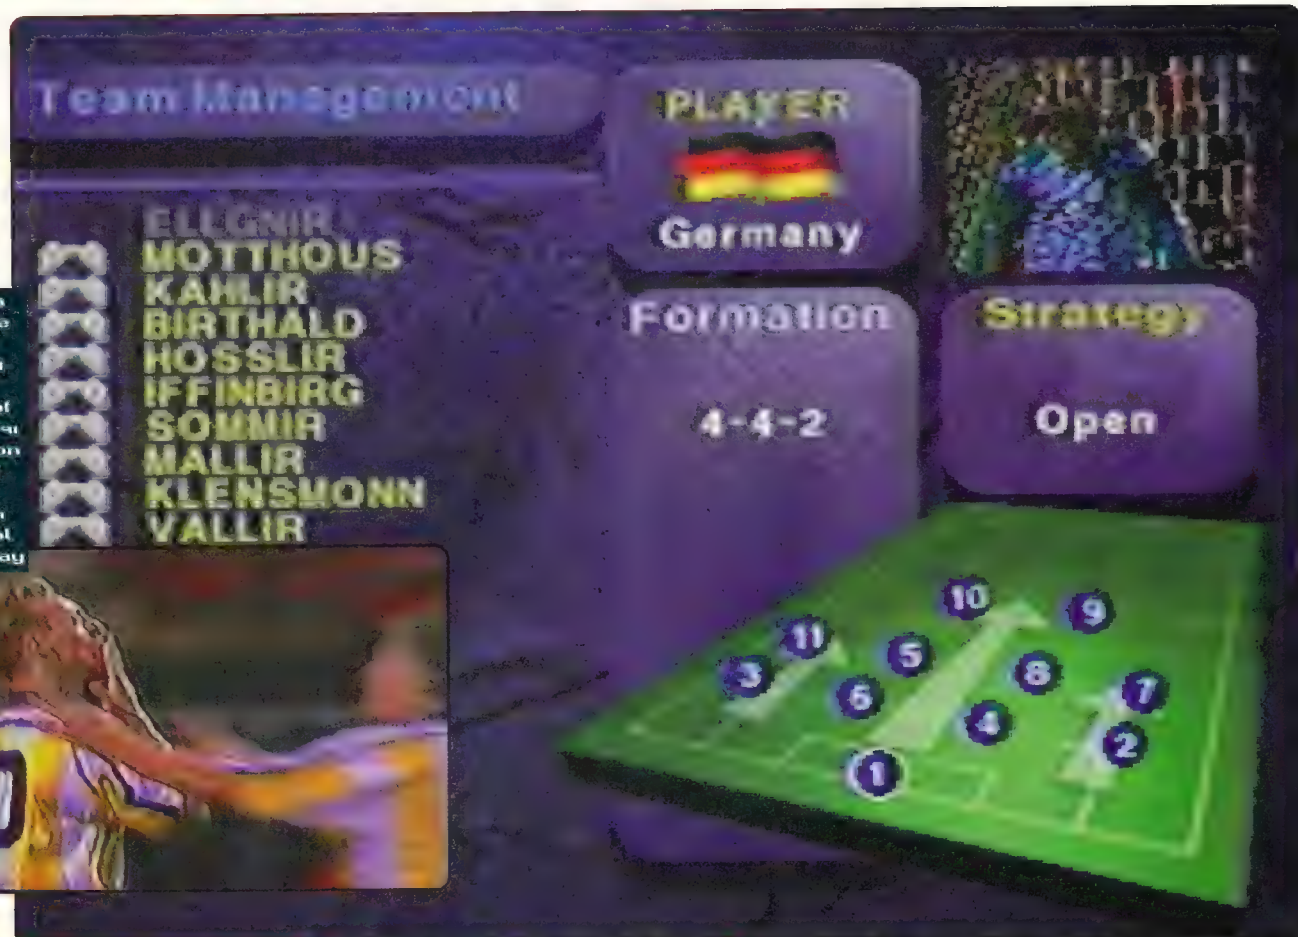 Team Management
PLAYER
Germany
ELLGNIR
MOTTHOUS
KAHLIR
BIRTHALD
HOSSLIR
IFFINBIRG
SOMMIR
MALLIR
KLENSMONN
VALLIR
Formation
4-4-2
Strategy
Open
10
9
11
5
3
8
6
7
4
2
1